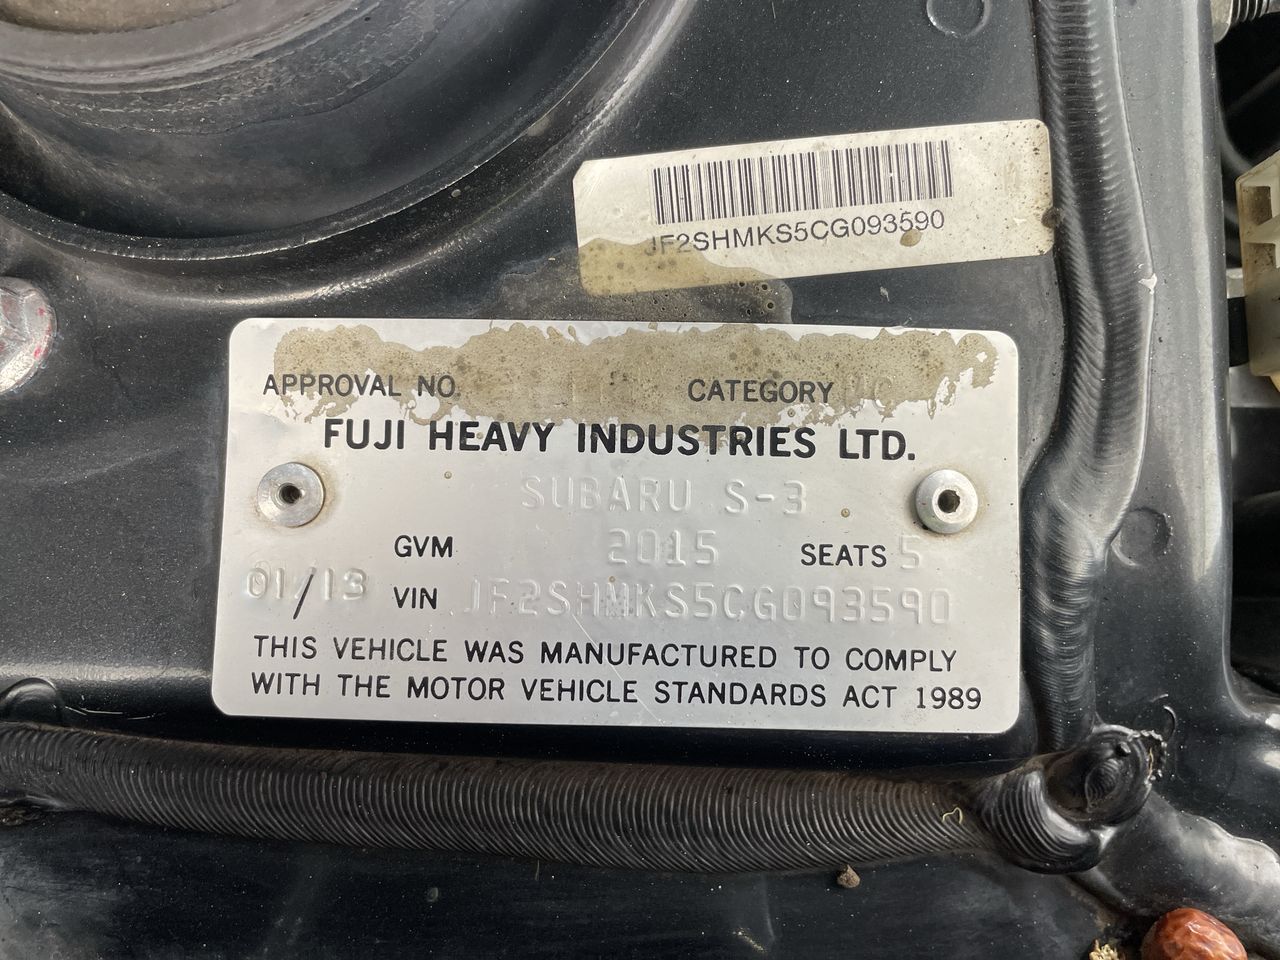 JF2SHMKS5CG093590
APPROVAL NO. CATEGORY
FUJI HEAVY INDUSTRIES LTD.
SUBARU S-3
GVM 2015 SEATS 5
01/13 VIN JF2SHMKS5CG093590
THIS VEHICLE WAS MANUFACTURED TO COMPLY
WITH THE MOTOR VEHICLE STANDARDS ACT 1989